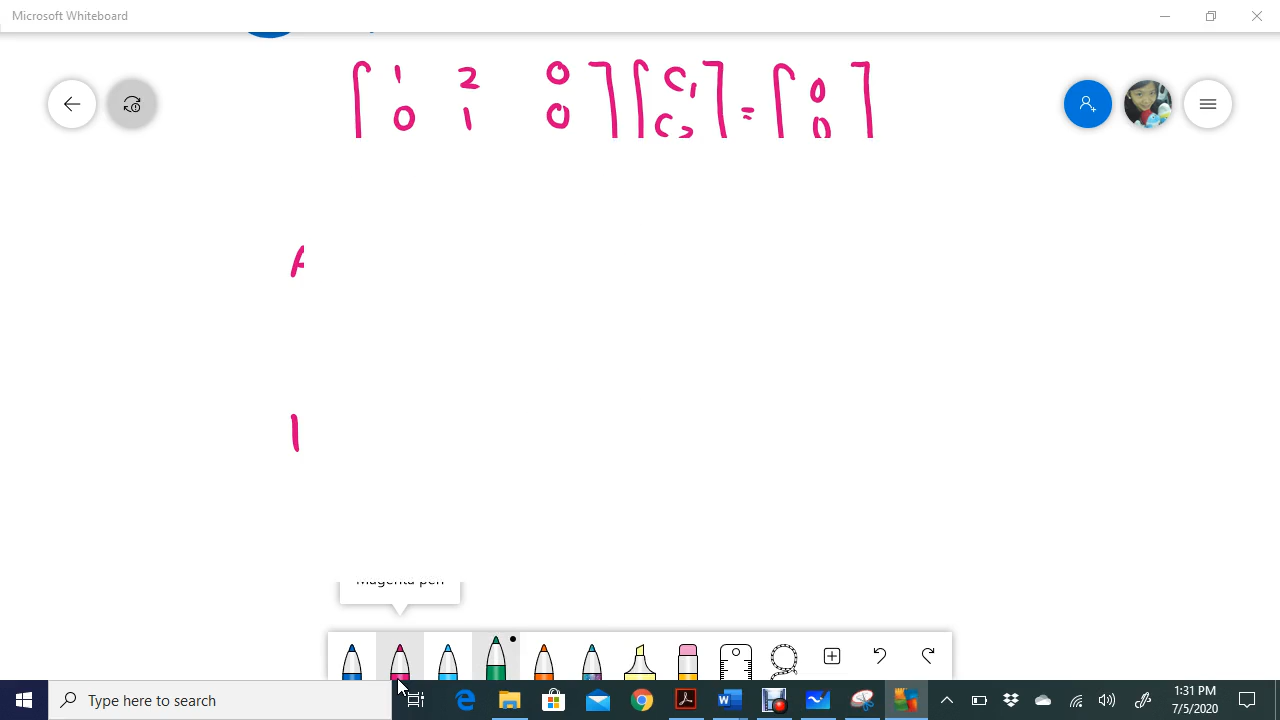 Microsoft Whiteboard
1 2 0 C1 0
0 1 0 C2 = 0
Magenta pen
Type here to search
1:31 PM
7/5/2020